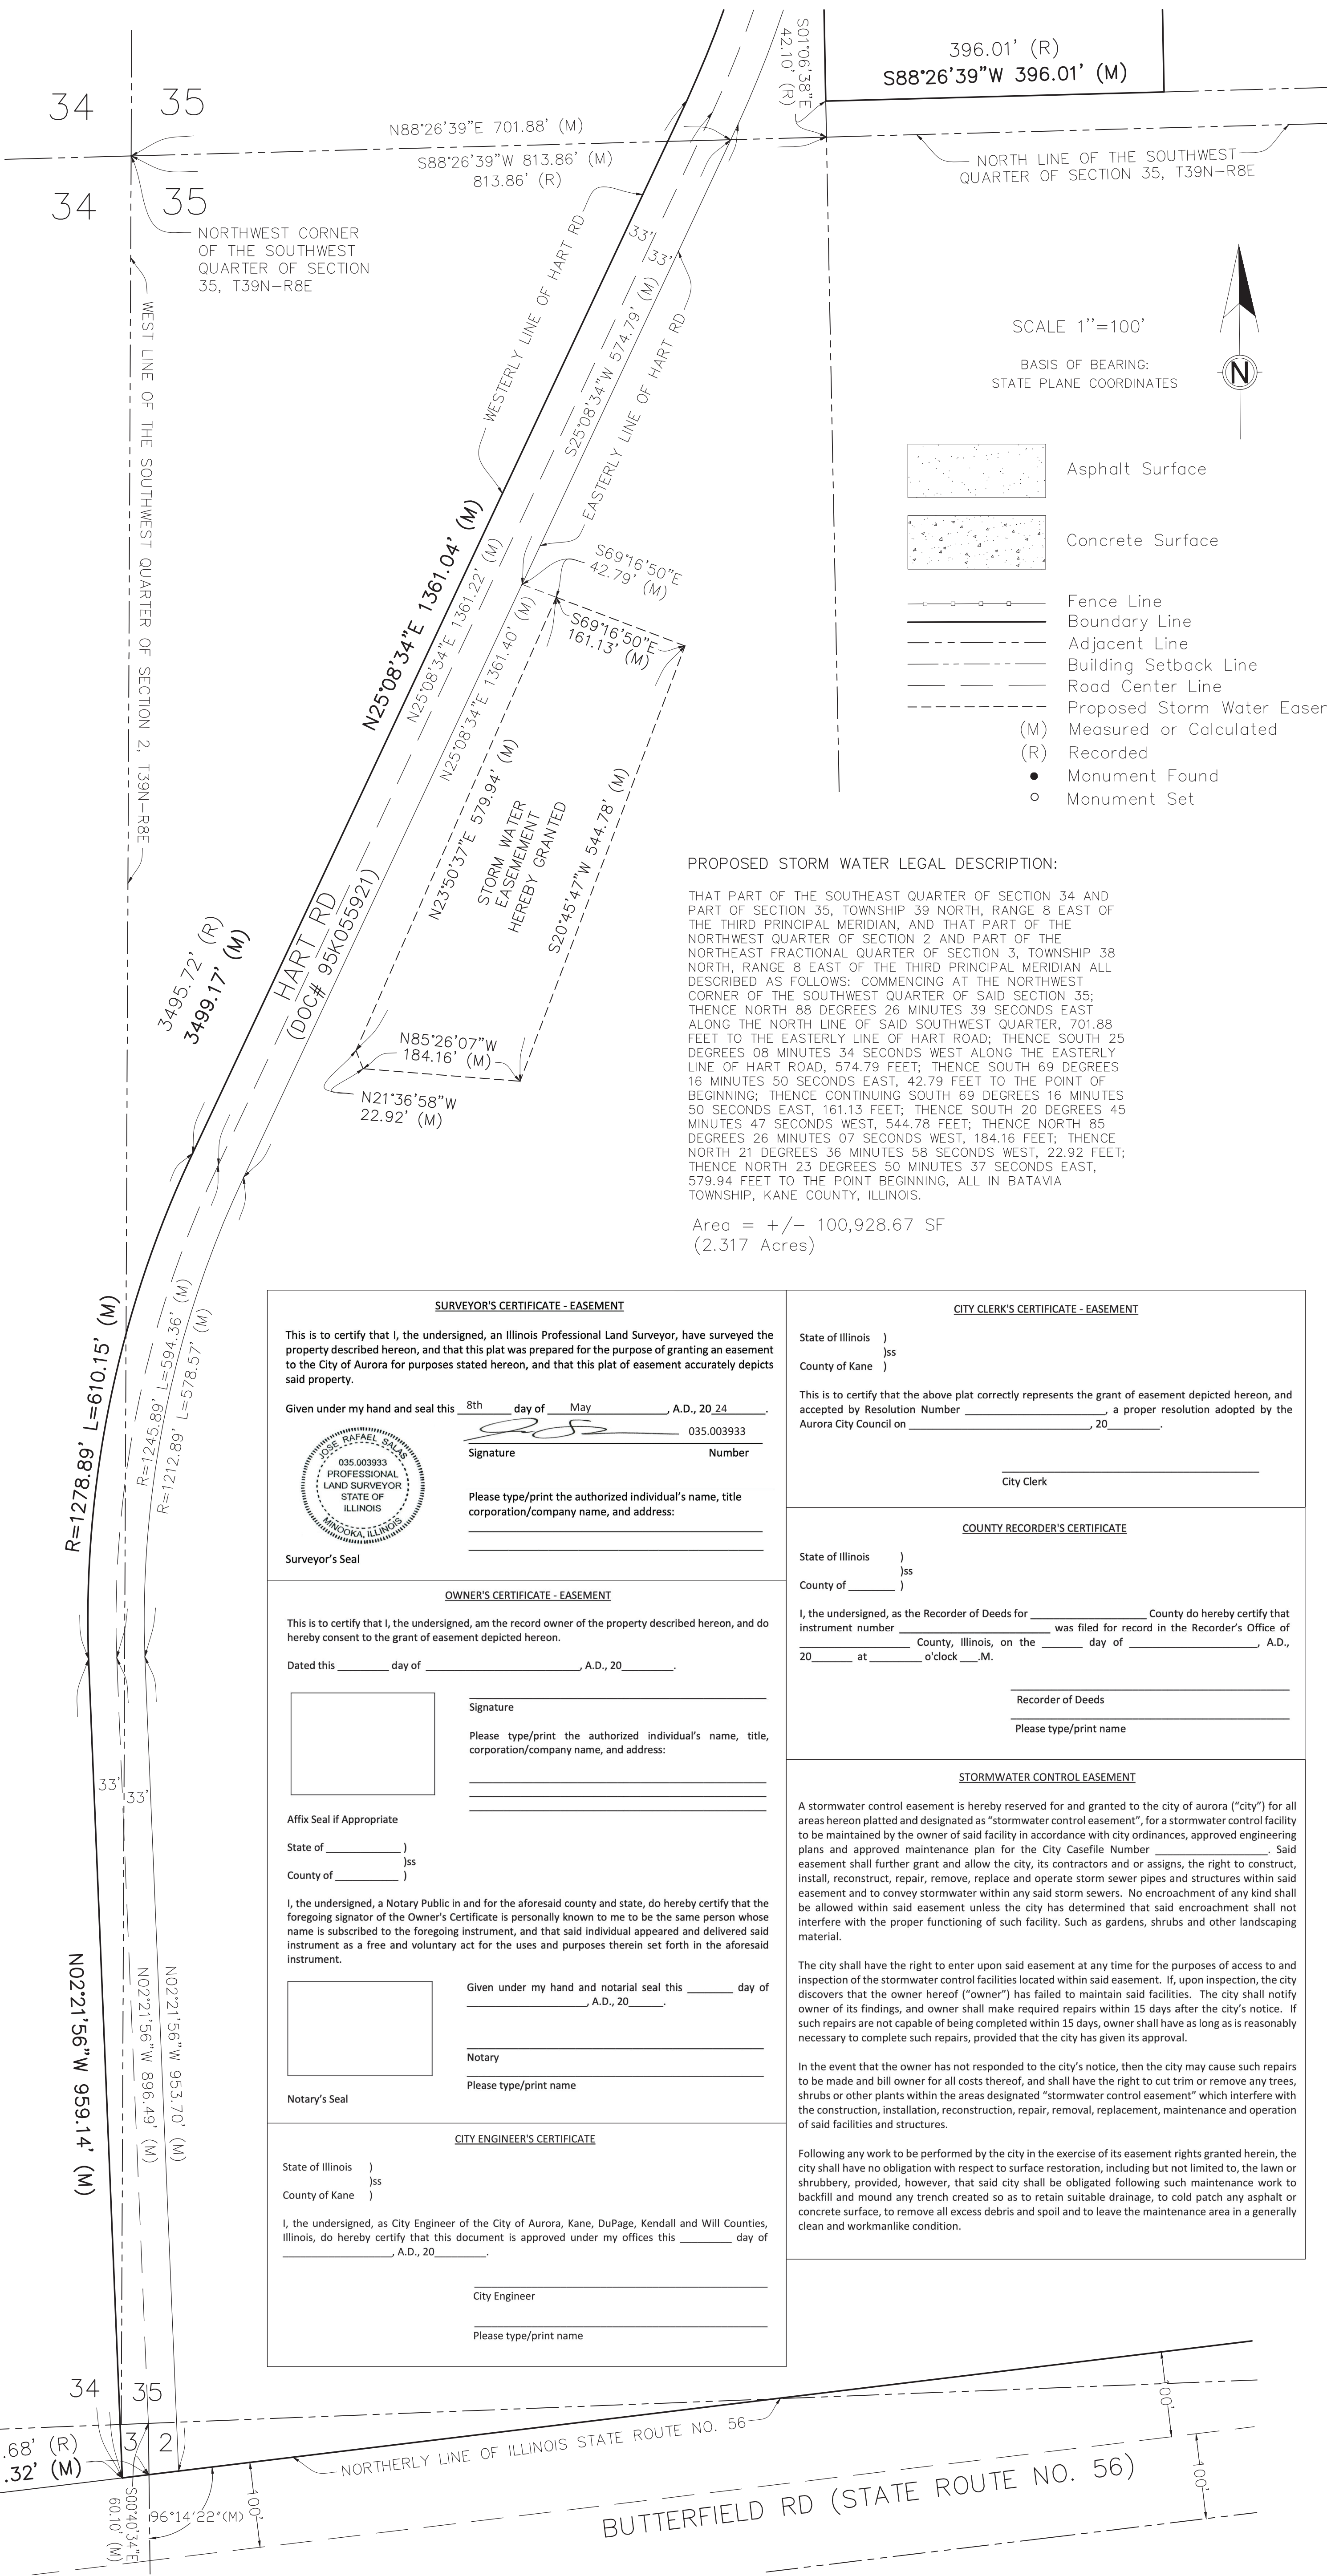 S01°06'38"E
42.10' (R)
396.01' (R)
S88°26'39"W 396.01' (M)
34
35
N88°26'39"E 701.88' (M)
S88°26'39"W 813.86' (M)
813.86' (R)
34
35
NORTH LINE OF THE SOUTHWEST
QUARTER OF SECTION 35, T39N-R8E
NORTHWEST CORNER
OF THE SOUTHWEST
QUARTER OF SECTION
35, T39N-R8E
33'
33'
WESTERLY LINE OF HART RD
S25°08'34"W 574.79' (M)
EASTERLY LINE OF HART RD
WEST LINE OF THE SOUTHWEST QUARTER OF SECTION 2, T39N-R8E
SCALE 1"=100'
BASIS OF BEARING:
STATE PLANE COORDINATES
N
Asphalt Surface
Concrete Surface
Fence Line
Boundary Line
Adjacent Line
Building Setback Line
Road Center Line
Proposed Storm Water Easer
(M) Measured or Calculated
(R) Recorded
Monument Found
Monument Set
S69°16'50"E
42.79' (M)
S69°16'50"E
161.13' (M)
N25°08'34"E 1361.04' (M)
N25°08'34"E 1361.22' (M)
N25°08'34"E 1361.40' (M)
N23°50'37"E 579.94' (M)
STORM WATER
EASEMEMENT
HEREBY GRANTED
S20°45'47"W 544.78' (M)
HART RD
(DOC# 95K055921)
3495.72' (R)
3499.17' (M)
N85°26'07"W
184.16' (M)
N21°36'58"W
22.92' (M)
PROPOSED STORM WATER LEGAL DESCRIPTION:
THAT PART OF THE SOUTHEAST QUARTER OF SECTION 34 AND
PART OF SECTION 35, TOWNSHIP 39 NORTH, RANGE 8 EAST OF
THE THIRD PRINCIPAL MERIDIAN, AND THAT PART OF THE
NORTHWEST QUARTER OF SECTION 2 AND PART OF THE
NORTHEAST FRACTIONAL QUARTER OF SECTION 3, TOWNSHIP 38
NORTH, RANGE 8 EAST OF THE THIRD PRINCIPAL MERIDIAN ALL
DESCRIBED AS FOLLOWS: COMMENCING AT THE NORTHWEST
CORNER OF THE SOUTHWEST QUARTER OF SAID SECTION 35;
THENCE NORTH 88 DEGREES 26 MINUTES 39 SECONDS EAST
ALONG THE NORTH LINE OF SAID SOUTHWEST QUARTER, 701.88
FEET TO THE EASTERLY LINE OF HART ROAD; THENCE SOUTH 25
DEGREES 08 MINUTES 34 SECONDS WEST ALONG THE EASTERLY
LINE OF HART ROAD, 574.79 FEET; THENCE SOUTH 69 DEGREES
16 MINUTES 50 SECONDS EAST, 42.79 FEET TO THE POINT OF
BEGINNING; THENCE CONTINUING SOUTH 69 DEGREES 16 MINUTES
50 SECONDS EAST, 161.13 FEET; THENCE SOUTH 20 DEGREES 45
MINUTES 47 SECONDS WEST, 544.78 FEET; THENCE NORTH 85
DEGREES 26 MINUTES 07 SECONDS WEST, 184.16 FEET; THENCE
NORTH 21 DEGREES 36 MINUTES 58 SECONDS WEST, 22.92 FEET;
THENCE NORTH 23 DEGREES 50 MINUTES 37 SECONDS EAST,
579.94 FEET TO THE POINT BEGINNING, ALL IN BATAVIA
TOWNSHIP, KANE COUNTY, ILLINOIS.
Area = +/- 100,928.67 SF
(2.317 Acres)
R=1278.89' L=610.15' (M)
R=1245.89' L=594.36' (M)
R=1212.89' L=578.57' (M)
SURVEYOR'S CERTIFICATE - EASEMENT
This is to certify that I, the undersigned, an Illinois Professional Land Surveyor, have surveyed the
property described hereon, and that this plat was prepared for the purpose of granting an easement
to the City of Aurora for purposes stated hereon, and that this plat of easement accurately depicts
said property.
Given under my hand and seal this 8th day of May, A.D., 20 24.
035.003933
Signature Number
JOSE RAFAEL SALAS
035.003933
PROFESSIONAL
LAND SURVEYOR
STATE OF
ILLINOIS
MINOOKA, ILLINOIS
Please type/print the authorized individual's name, title
corporation/company name, and address:
Surveyor's Seal
OWNER'S CERTIFICATE - EASEMENT
This is to certify that I, the undersigned, am the record owner of the property described hereon, and do
hereby consent to the grant of easement depicted hereon.
Dated this ________ day of ________________________, A.D., 20________.
Signature
Please type/print the authorized individual's name, title,
corporation/company name, and address:
Affix Seal if Appropriate
State of ____________ )
)ss
County of ___________ )
I, the undersigned, a Notary Public in and for the aforesaid county and state, do hereby certify that the
foregoing signator of the Owner's Certificate is personally known to me to be the same person whose
name is subscribed to the foregoing instrument, and that said individual appeared and delivered said
instrument as a free and voluntary act for the uses and purposes therein set forth in the aforesaid
instrument.
Given under my hand and notarial seal this ________ day of
____________________, A.D., 20______.
Notary
Please type/print name
Notary's Seal
CITY ENGINEER'S CERTIFICATE
State of Illinois )
)ss
County of Kane )
I, the undersigned, as City Engineer of the City of Aurora, Kane, DuPage, Kendall and Will Counties,
Illinois, do hereby certify that this document is approved under my offices this _________ day of
__________________, A.D., 20_________.
City Engineer
Please type/print name
CITY CLERK'S CERTIFICATE - EASEMENT
State of Illinois )
)ss
County of Kane )
This is to certify that the above plat correctly represents the grant of easement depicted hereon, and
accepted by Resolution Number ________________________, a proper resolution adopted by the
Aurora City Council on ______________________________, 20_________.
City Clerk
COUNTY RECORDER'S CERTIFICATE
State of Illinois )
)ss
County of ________ )
I, the undersigned, as the Recorder of Deeds for ____________________ County do hereby certify that
instrument number __________________________ was filed for record in the Recorder's Office of
___________________ County, Illinois, on the _______ day of ______________________, A.D.,
20_______ at _________ o'clock ___.M.
Recorder of Deeds
Please type/print name
STORMWATER CONTROL EASEMENT
A stormwater control easement is hereby reserved for and granted to the city of aurora ("city") for all
areas hereon platted and designated as "stormwater control easement", for a stormwater control facility
to be maintained by the owner of said facility in accordance with city ordinances, approved engineering
plans and approved maintenance plan for the City Casefile Number ____________________. Said
easement shall further grant and allow the city, its contractors and or assigns, the right to construct,
install, reconstruct, repair, remove, replace and operate storm sewer pipes and structures within said
easement and to convey stormwater within any said storm sewers. No encroachment of any kind shall
be allowed within said easement unless the city has determined that said encroachment shall not
interfere with the proper functioning of such facility. Such as gardens, shrubs and other landscaping
material.
The city shall have the right to enter upon said easement at any time for the purposes of access to and
inspection of the stormwater control facilities located within said easement. If, upon inspection, the city
discovers that the owner hereof ("owner") has failed to maintain said facilities. The city shall notify
owner of its findings, and owner shall make required repairs within 15 days after the city's notice. If
such repairs are not capable of being completed within 15 days, owner shall have as long as is reasonably
necessary to complete such repairs, provided that the city has given its approval.
In the event that the owner has not responded to the city's notice, then the city may cause such repairs
to be made and bill owner for all costs thereof, and shall have the right to cut trim or remove any trees,
shrubs or other plants within the areas designated "stormwater control easement" which interfere with
the construction, installation, reconstruction, repair, removal, replacement, maintenance and operation
of said facilities and structures.
Following any work to be performed by the city in the exercise of its easement rights granted herein, the
city shall have no obligation with respect to surface restoration, including but not limited to, the lawn or
shrubbery, provided, however, that said city shall be obligated following such maintenance work to
backfill and mound any trench created so as to retain suitable drainage, to cold patch any asphalt or
concrete surface, to remove all excess debris and spoil and to leave the maintenance area in a generally
clean and workmanlike condition.
33'
33'
N02°21'56"W 959.14' (M)
N02°21'56"W 896.49' (M)
N02°21'56"W 953.70' (M)
34
35
3
2
.68' (R)
.32' (M)
S00°40'34"E
60.10' (M)
96°14'22"(M)
100'
NORTHERLY LINE OF ILLINOIS STATE ROUTE NO. 56
BUTTERFIELD RD (STATE ROUTE NO. 56)
100'
100'